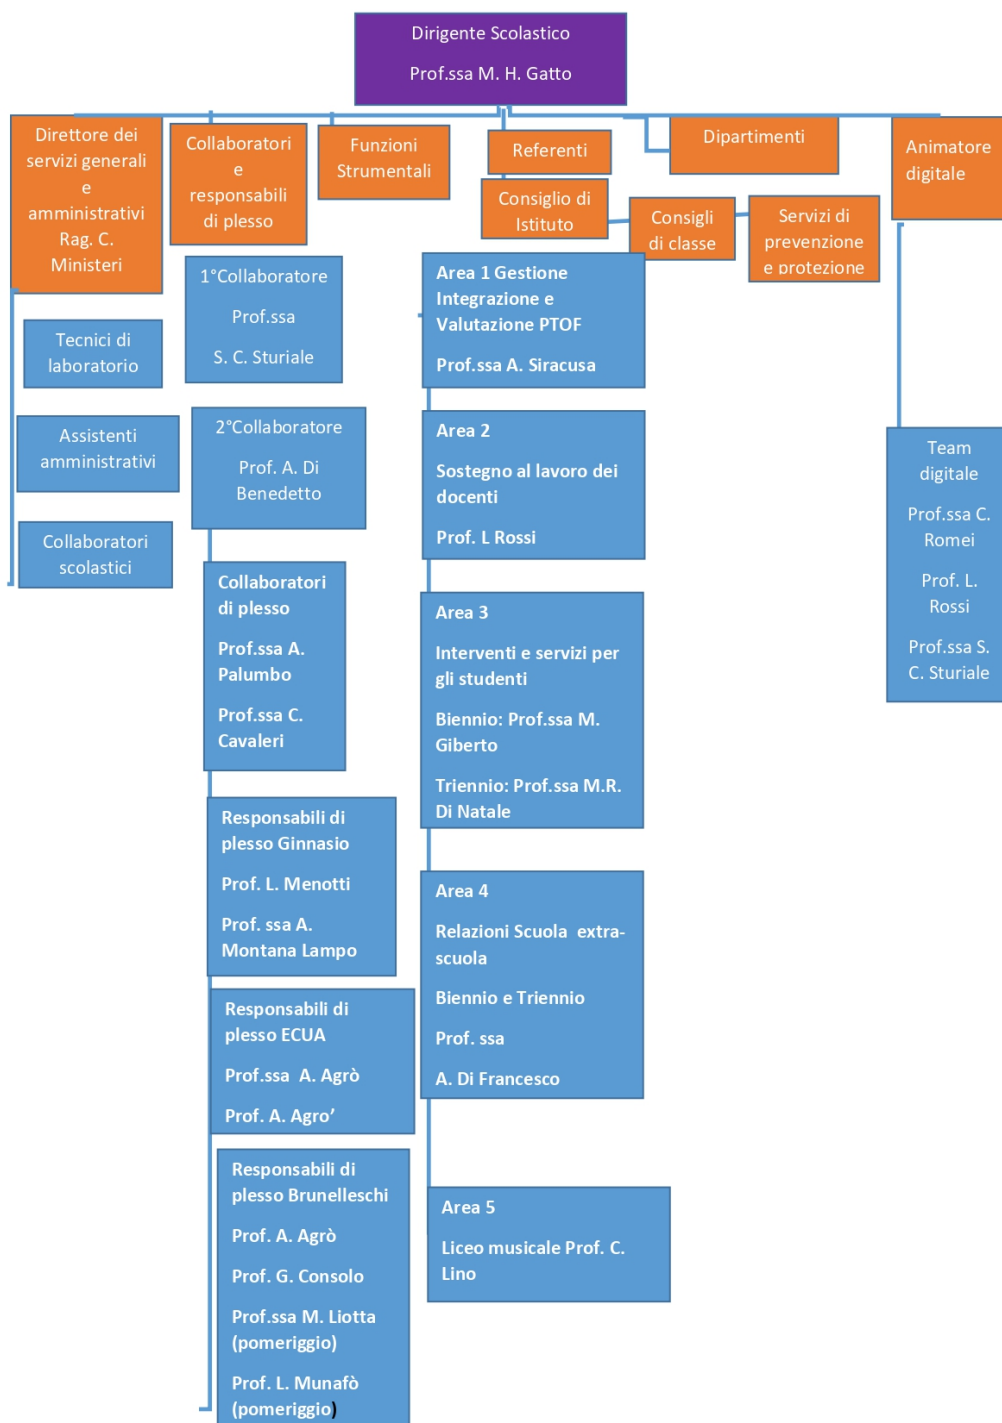 Dirigente Scolastico
Prof.ssa M. H. Gatto
Direttore dei
servizi generali
e
amministrativi
Rag. C.
Ministeri
Collaboratori
e
responsabili
di plesso
Funzioni
Strumentali
Referenti
Consiglio di
Istituto
Dipartimenti
Consigli
di classe
Servizi di
prevenzione
e protezione
Animatore
digitale
Tecnici di
laboratorio
Assistenti
amministrativi
Collaboratori
scolastici
1°Collaboratore
Prof.ssa
S. C. Sturiale
2°Collaboratore
Prof. A. Di
Benedetto
Collaboratori
di plesso
Prof.ssa A.
Palumbo
Prof.ssa C.
Cavaleri
Responsabili di
plesso Ginnasio
Prof. L. Menotti
Prof. ssa A.
Montana Lampo
Responsabili di
plesso ECUA
Prof.ssa  A. Agrò
Prof. A. Agro’
Responsabili di
plesso Brunelleschi
Prof. A. Agrò
Prof. G. Consolo
Prof.ssa M. Liotta
(pomeriggio)
Prof. L. Munafò
(pomeriggio)
Area 1 Gestione
Integrazione e
Valutazione PTOF
Prof.ssa A. Siracusa
Area 2
Sostegno al lavoro dei
docenti
Prof. L Rossi
Area 3
Interventi e servizi per
gli studenti
Biennio: Prof.ssa M.
Giberto
Triennio: Prof.ssa M.R.
Di Natale
Area 4
Relazioni Scuola  extra-
scuola
Biennio e Triennio
Prof. ssa
A. Di Francesco
Area 5
Liceo musicale Prof. C.
Lino
Team
digitale
Prof.ssa C.
Romei
Prof. L.
Rossi
Prof.ssa S.
C. Sturiale